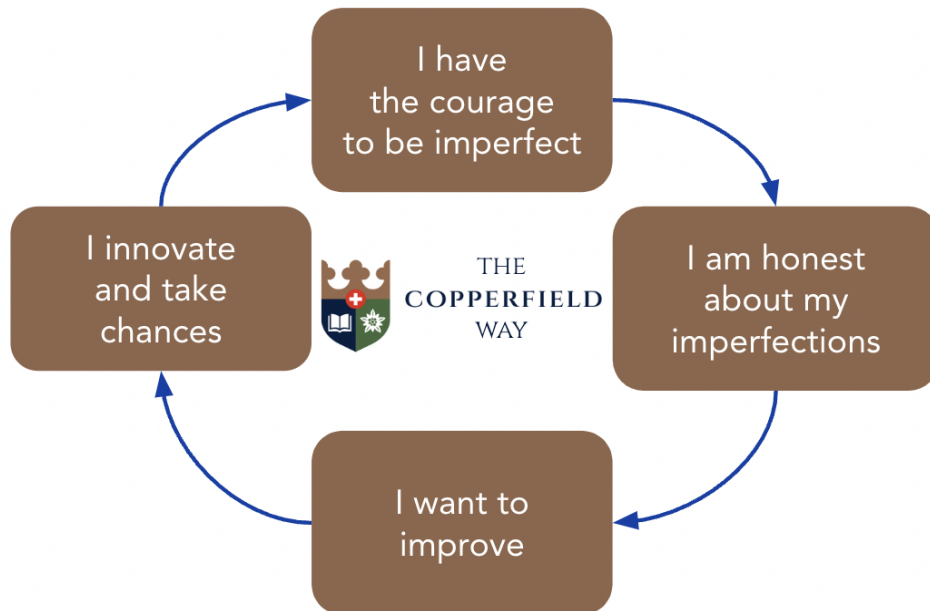 I have
the courage
to be imperfect
I innovate
and take
chances
THE
COPPERFIELD
WAY
I am honest
about my
imperfections
I want to
improve